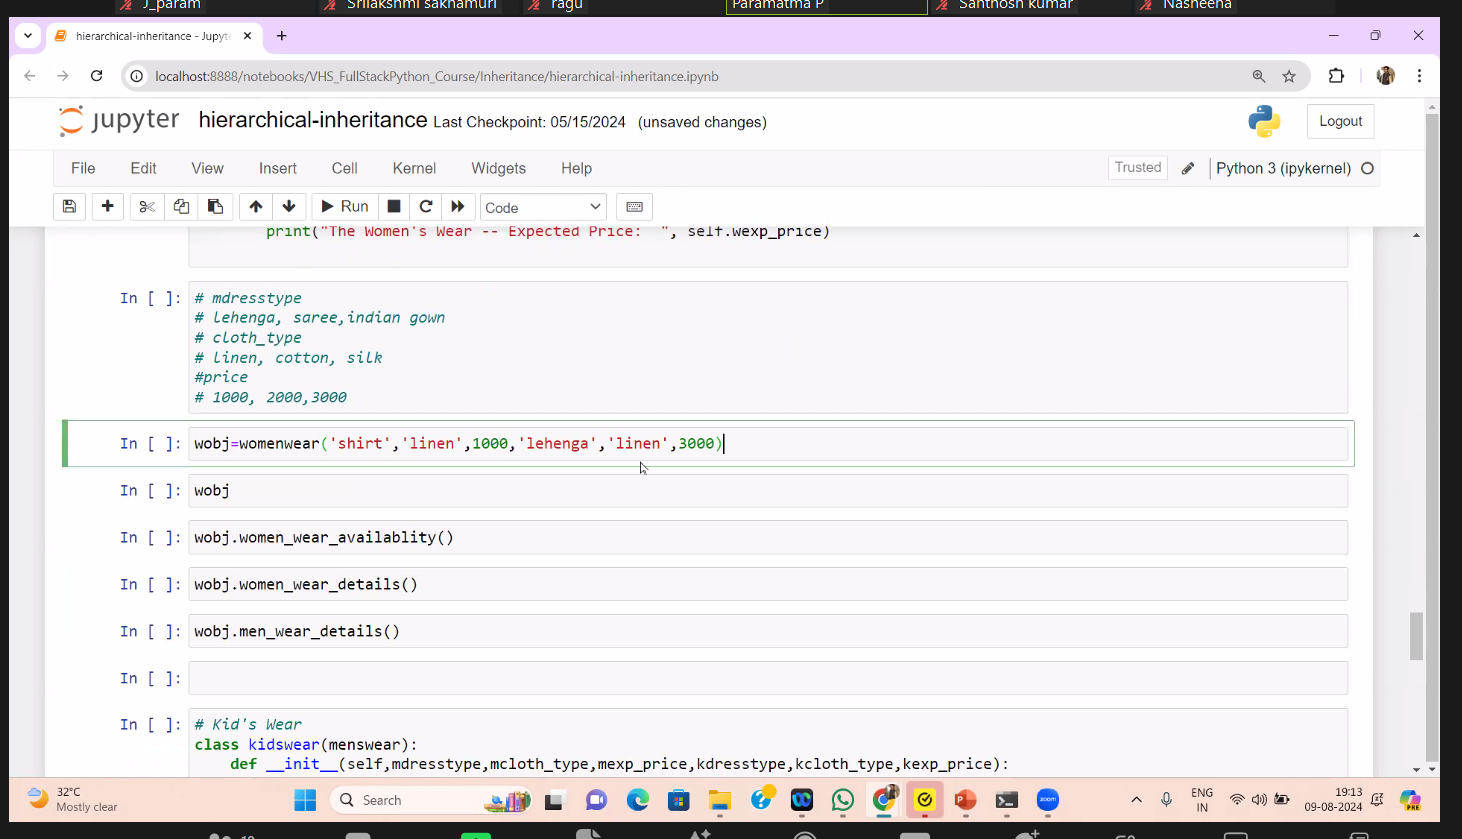 J_param
Srilakshmi sakhamuri
ragu
Paramatma P
Santhosh kumar
Nasheena
hierarchical-inheritance - Jupyt
localhost:8888/notebooks/VHS_FullStackPython_Course/Inheritance/hierarchical-inheritance.ipynb
jupyter hierarchical-inheritance Last Checkpoint: 05/15/2024 (unsaved changes)
Logout
File Edit View Insert Cell Kernel Widgets Help
Trusted
Python 3 (ipykernel)
Run
Code
print("The Women's Wear -- Expected Price:  ", self.wexp_price)
In [ ]: # mdresstype
# lehenga, saree,indian gown
# cloth_type
# linen, cotton, silk
#price
# 1000, 2000,3000
In [ ]: wobj=womenwear('shirt','linen',1000,'lehenga','linen',3000)
In [ ]: wobj
In [ ]: wobj.women_wear_availablity()
In [ ]: wobj.women_wear_details()
In [ ]: wobj.men_wear_details()
In [ ]:
In [ ]: # Kid's Wear
class kidswear(menswear):
def __init__(self,mdresstype,mcloth_type,mexp_price,kdresstype,kcloth_type,kexp_price):
32°C
Mostly clear
Search
zoom
PRE
ENG
IN
19:13
09-08-2024